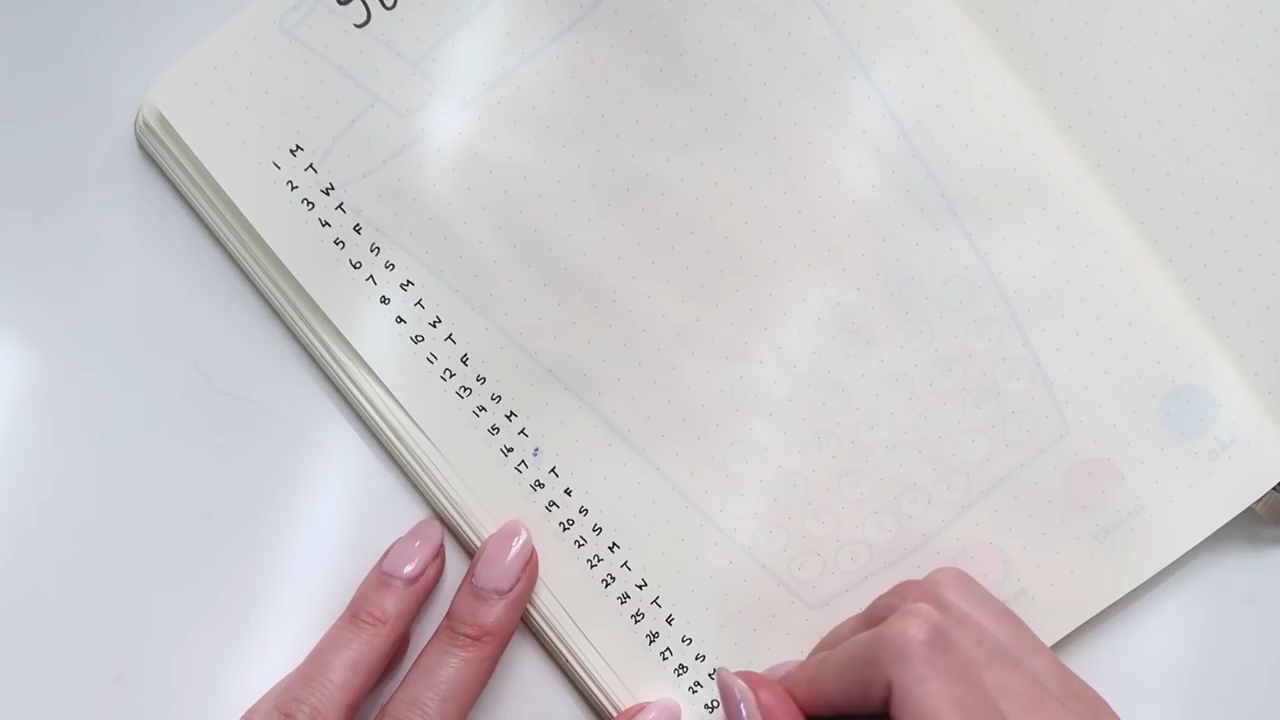 1 M
2 T
3 W
4 T
5 F
6 S
7 S
8 M
9 T
10 W
11 T
12 F
13 S
14 S
15 M
16 T
17
18 T
19 F
20 S
21 S
22 M
23 T
24 W
25 T
26 F
27 S
28 S
29 M
30